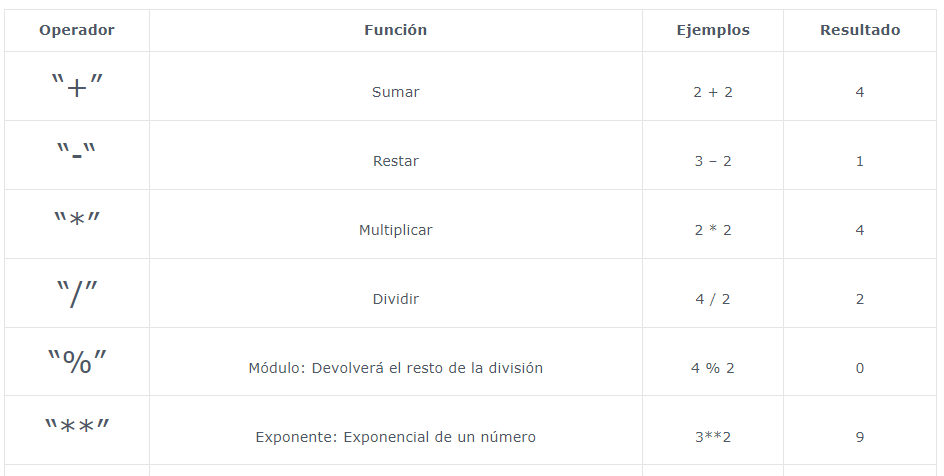 Operador Función Ejemplos Resultado
“+” Sumar 2 + 2 4
“-“ Restar 3 – 2 1
“*” Multiplicar 2 * 2 4
“/” Dividir 4 / 2 2
“%” Módulo: Devolverá el resto de la división 4 % 2 0
“**” Exponente: Exponencial de un número 3**2 9